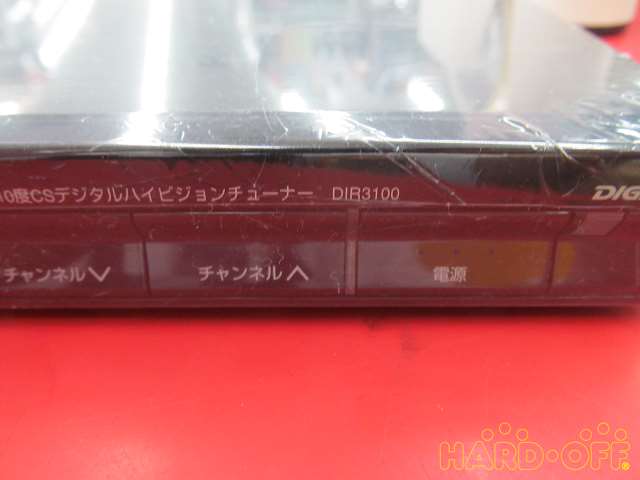 10度CSデジタルハイビジョンチューナー DIR3100
DIG
チャンネル∨ チャンネル∧ 電源
HARD·OFF